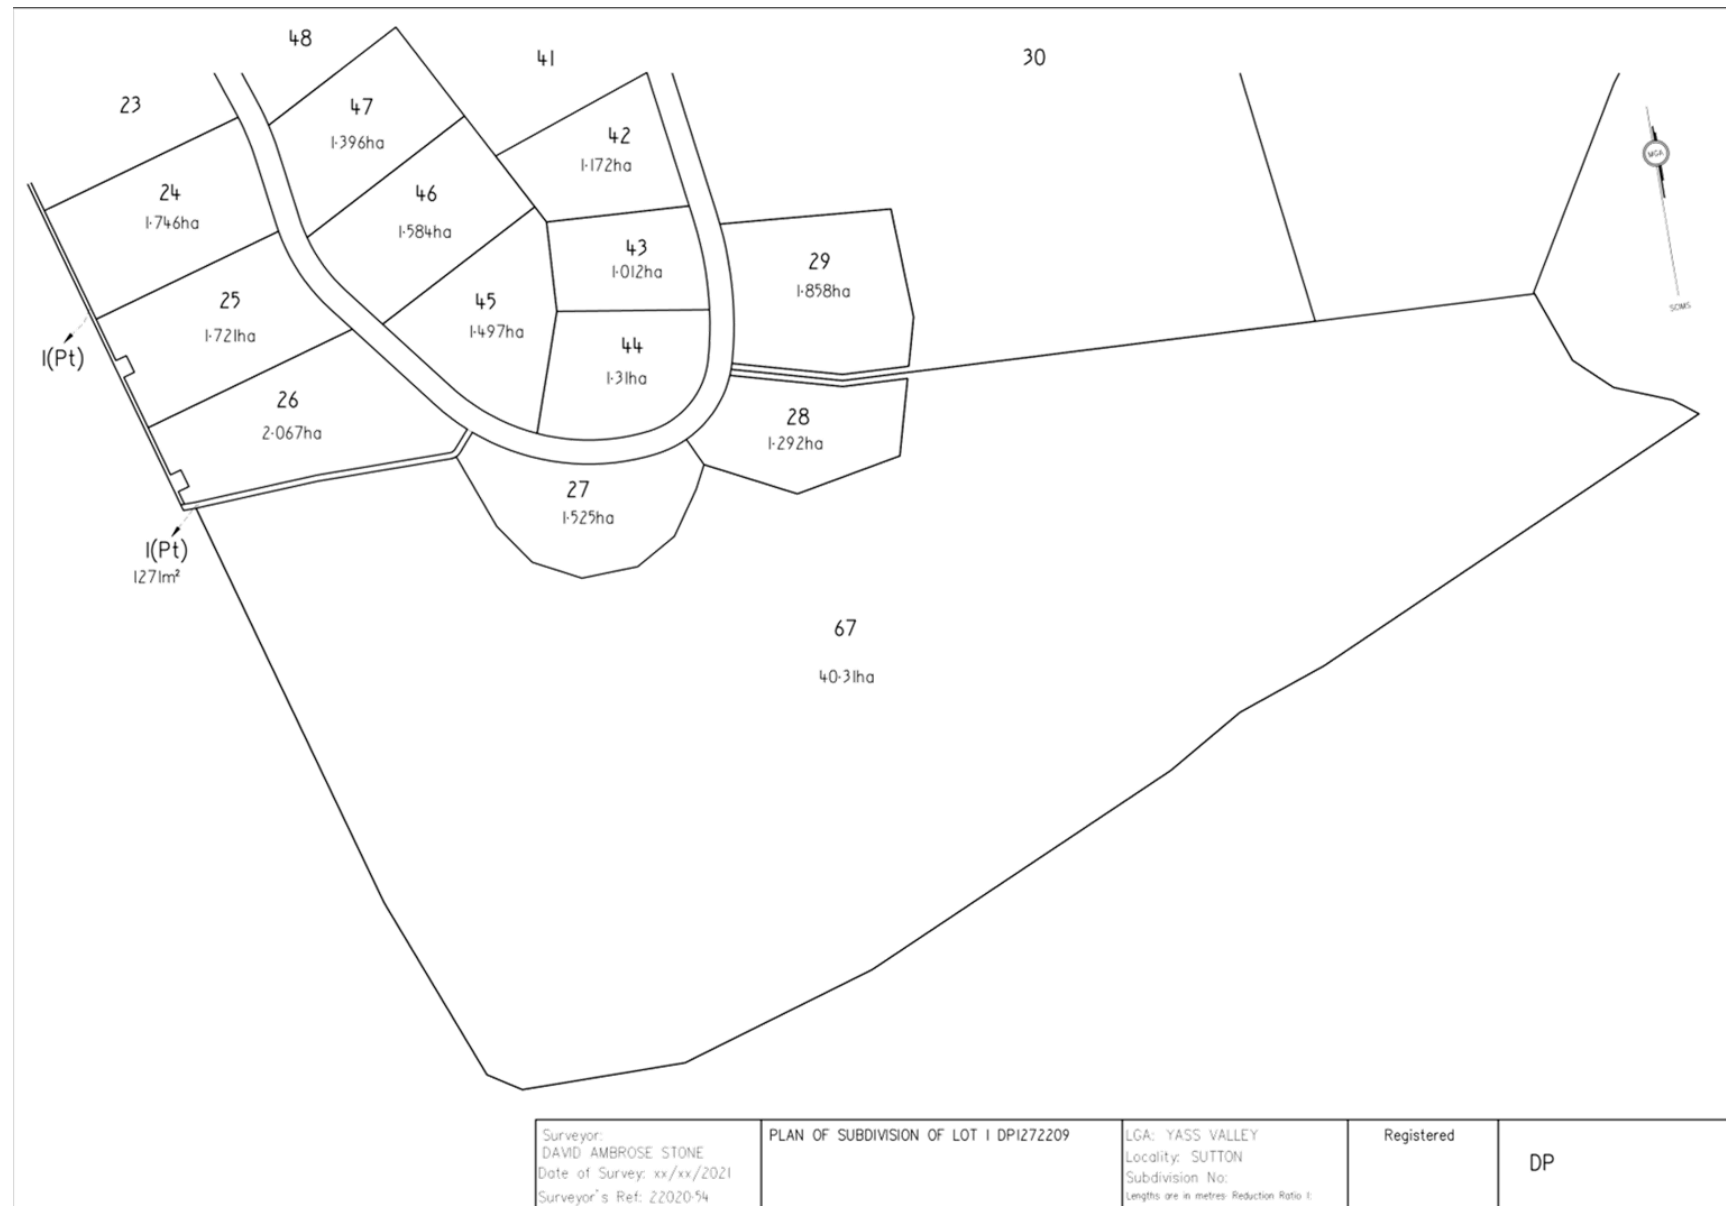 48
41
30
23
47
1·396ha
42
1·172ha
MGA
24
1·746ha
46
1·584ha
43
1·012ha
29
1·858ha
25
1·721ha
45
1·497ha
SDMS
1(Pt)
44
1·31ha
26
2·067ha
28
1·292ha
27
1·525ha
1(Pt)
1271m²
67
40·31ha
Surveyor:
DAVID AMBROSE STONE
Date of Survey: xx/xx/2021
Surveyor's Ref: 22020-54
PLAN OF SUBDIVISION OF LOT 1 DP1272209
LGA: YASS VALLEY
Locality: SUTTON
Subdivision No:
Lengths are in metres· Reduction Ratio 1:
Registered
DP